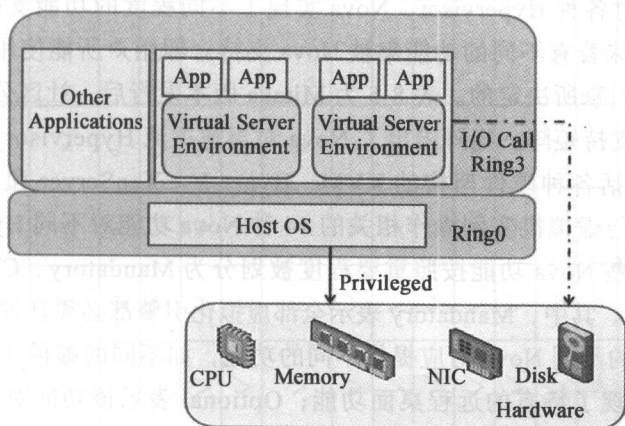 App
App
App
App
Other
Applications
Virtual Server
Environment
Virtual Server
Environment
I/O Call
Ring3
Host OS
Ring0
Privileged
CPU
Memory
NIC
Disk
Hardware